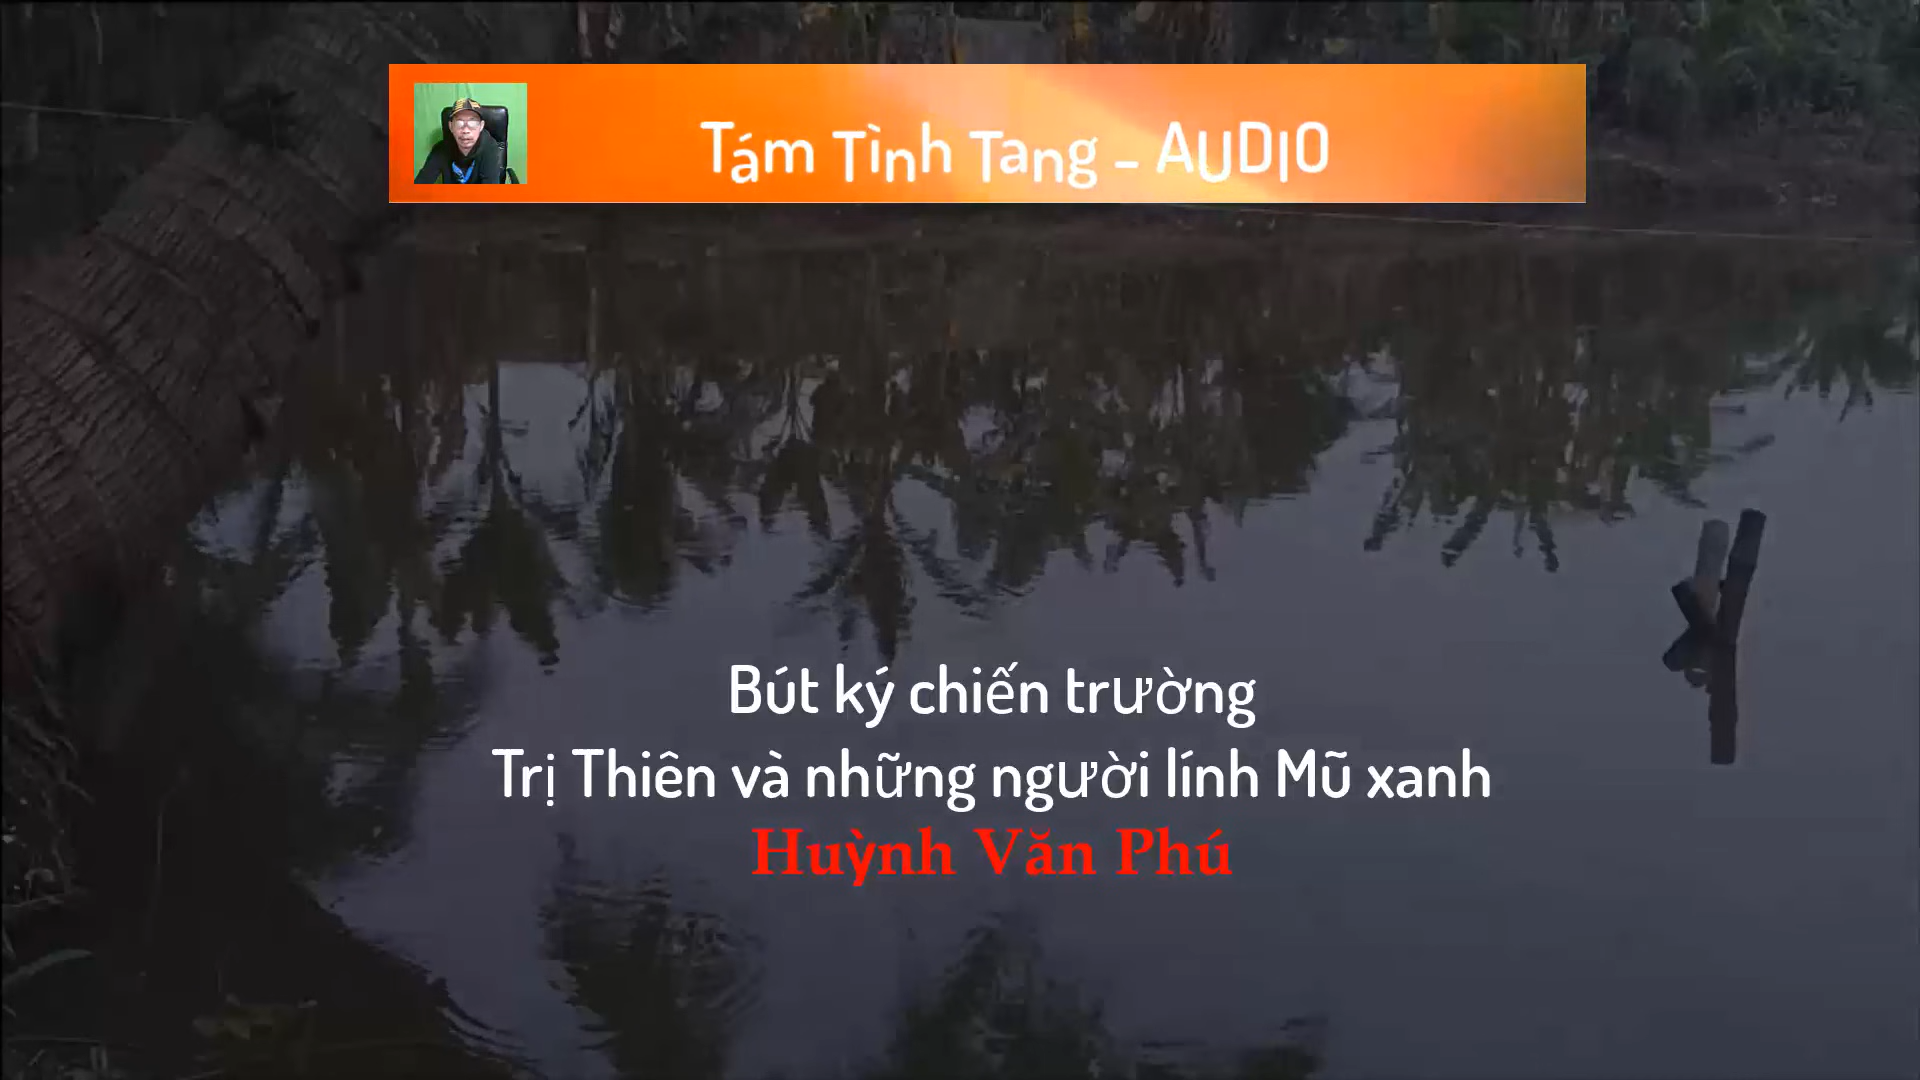 Tám Tình Tang - AUDIO
Bút ký chiến trường
Trị Thiên và những người lính Mũ xanh
Huỳnh Văn Phú